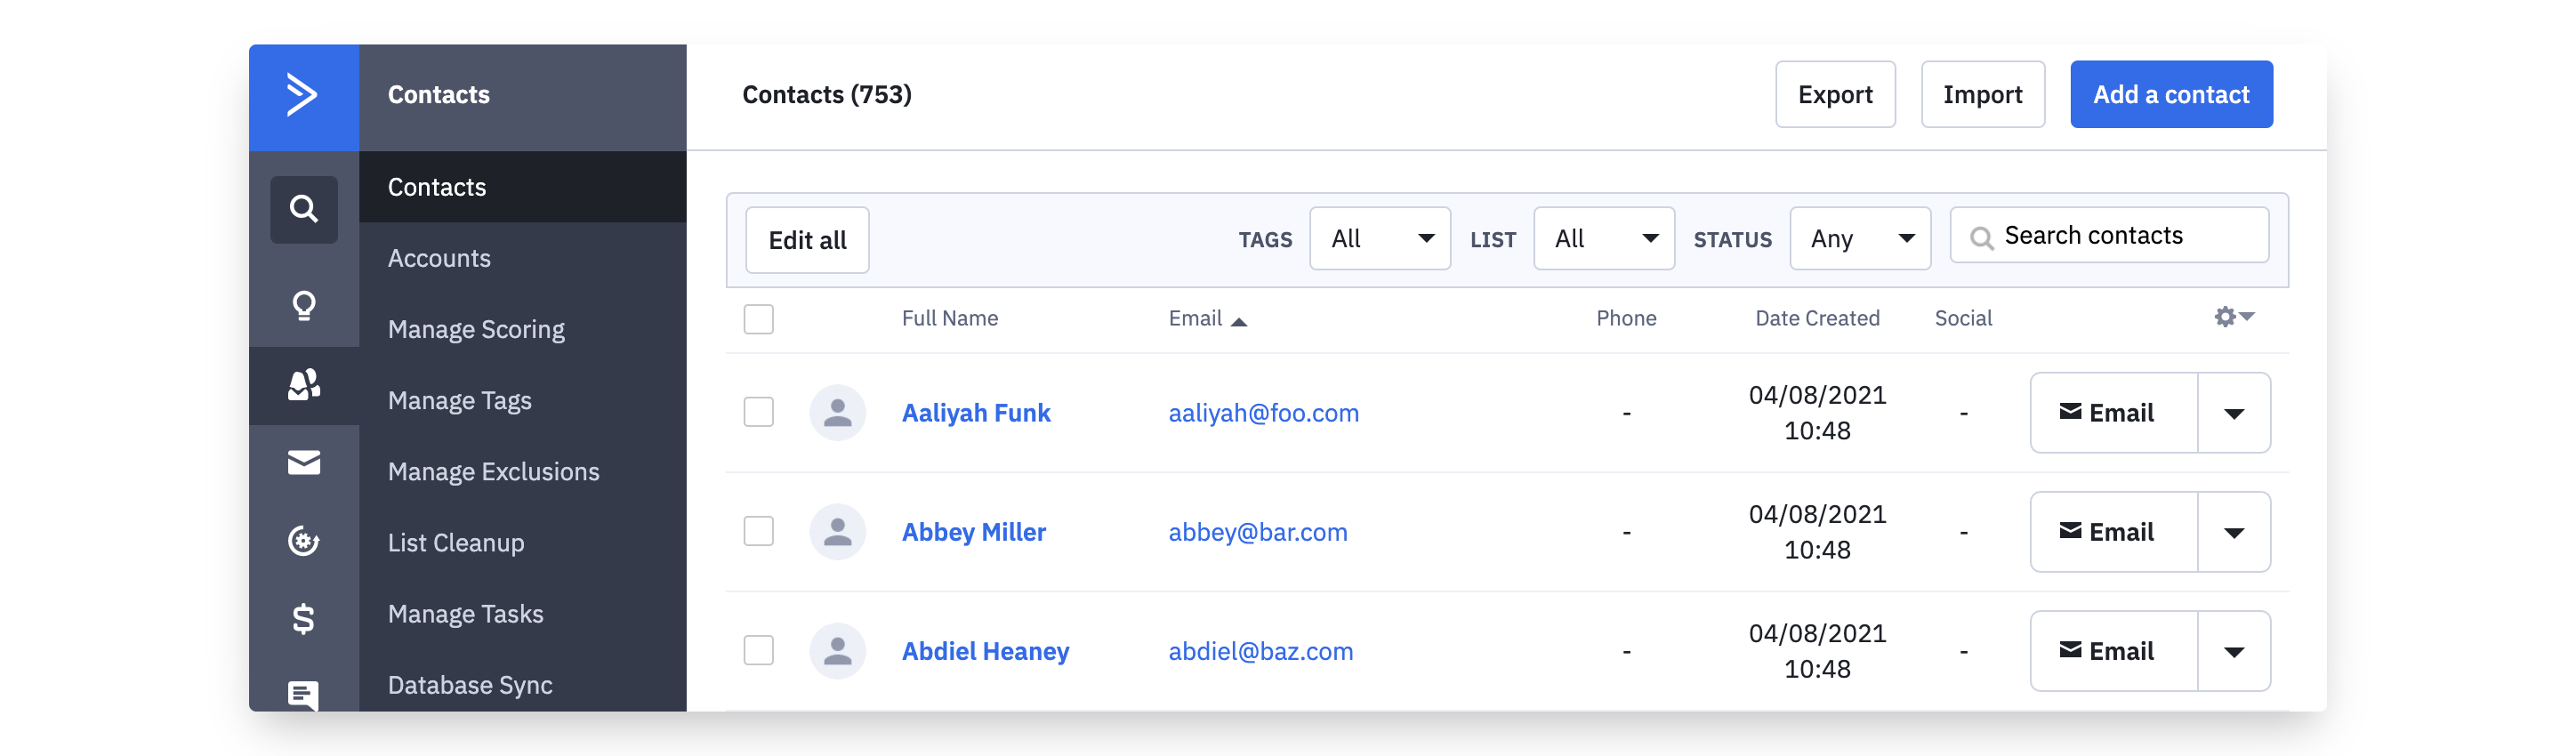 Contacts
Contacts
Accounts
Manage Scoring
Manage Tags
Manage Exclusions
List Cleanup
Manage Tasks
Database Sync
Contacts (753)
Export
Import
Add a contact
Edit all
TAGS
All
LIST
All
STATUS
Any
Search contacts
Full Name
Email
Phone
Date Created
Social
Aaliyah Funk
aaliyah@foo.com
-
04/08/2021
10:48
-
Email
Abbey Miller
abbey@bar.com
-
04/08/2021
10:48
-
Email
Abdiel Heaney
abdiel@baz.com
-
04/08/2021
10:48
-
Email